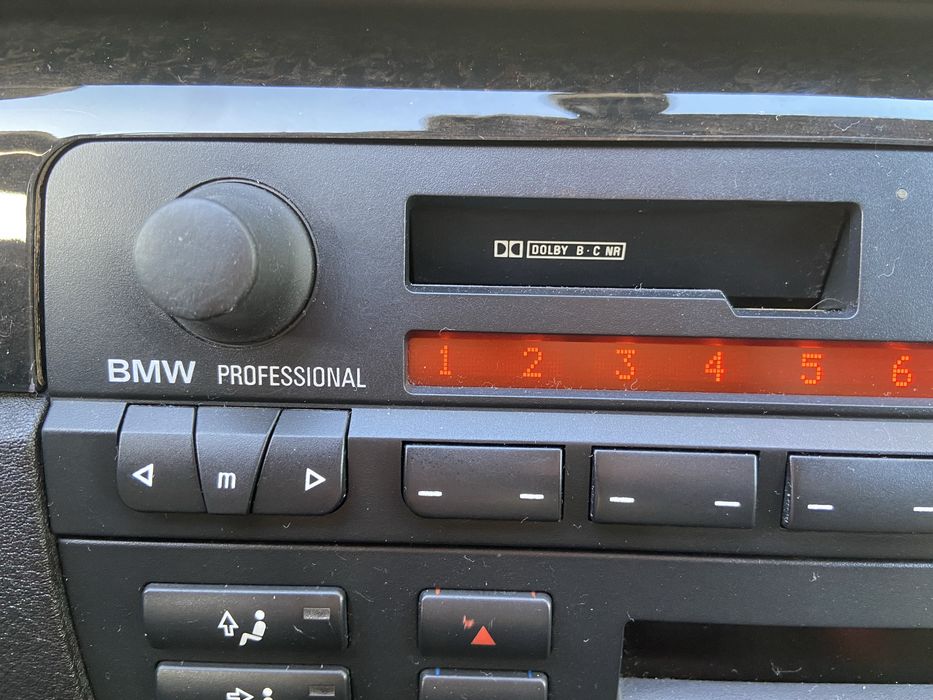 DOLBY B·C NR
1 2 3 4 5 6
BMW PROFESSIONAL
m